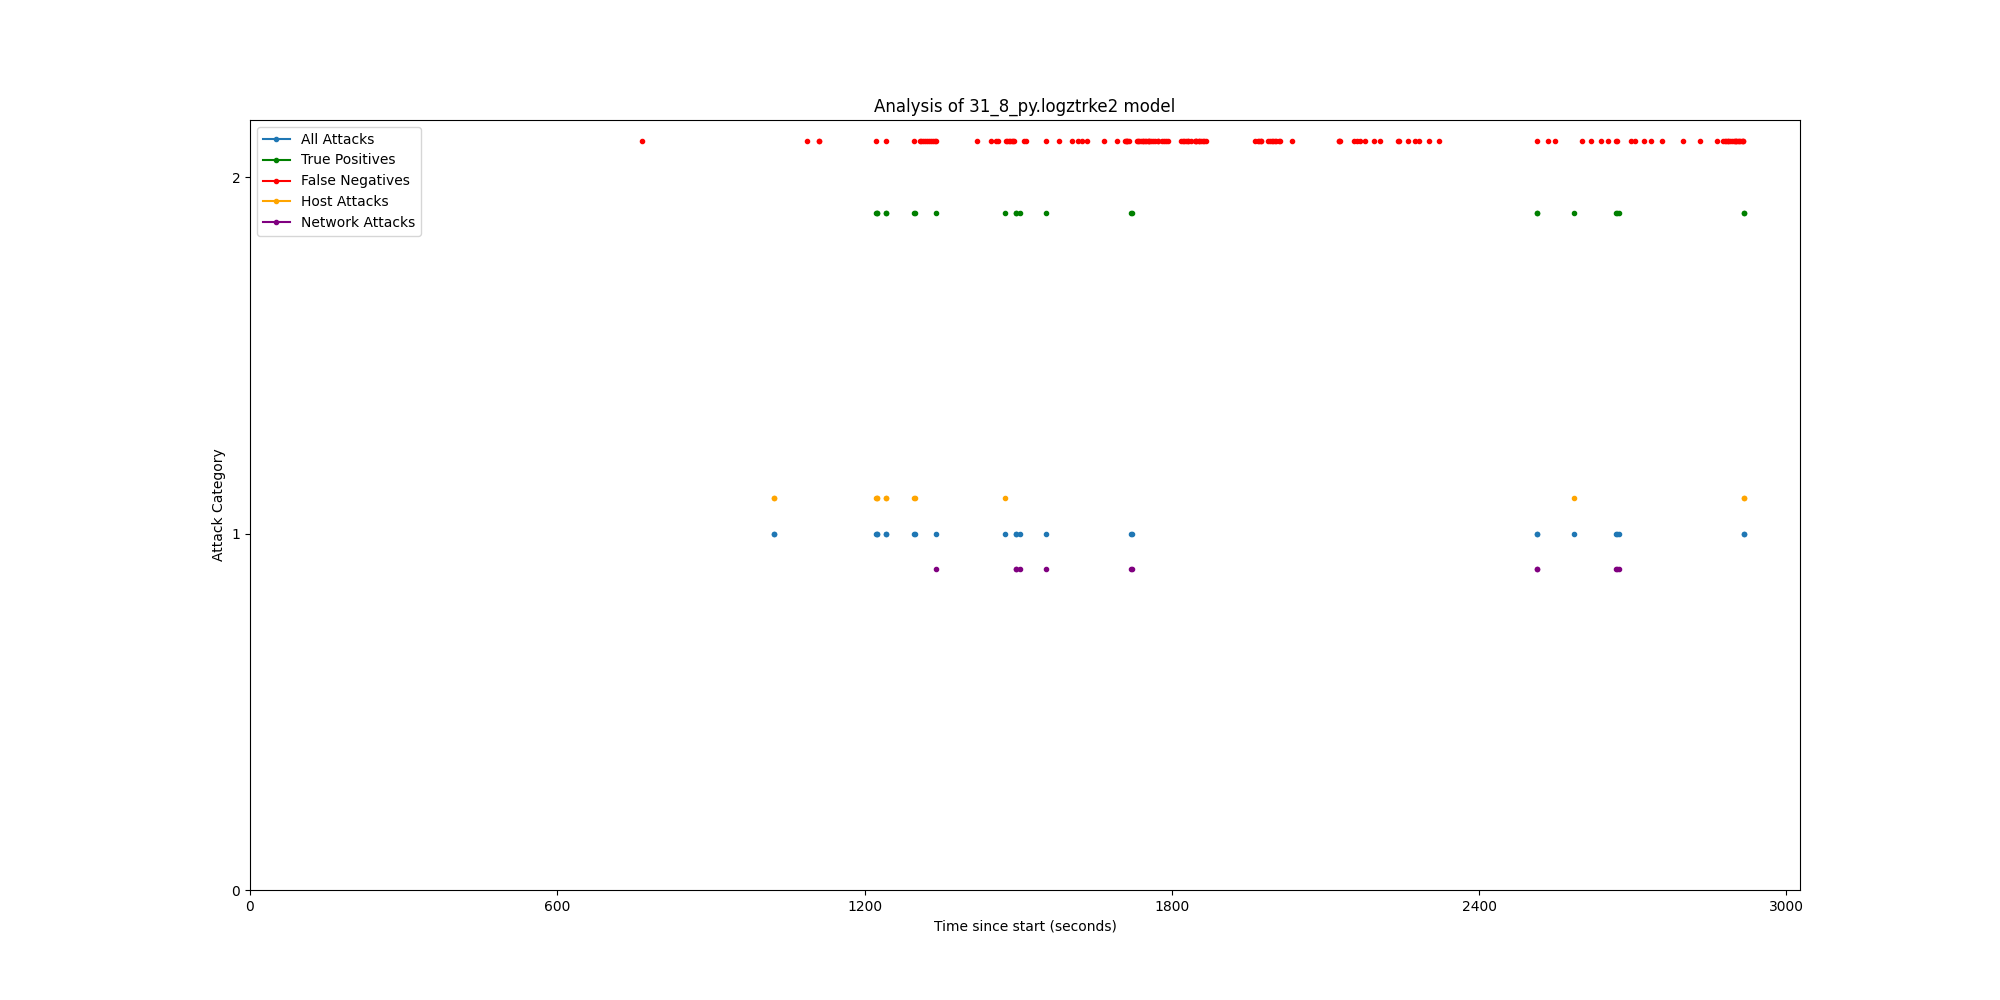 Analysis of 31_8_py.logztrke2 model
All Attacks
True Positives
False Negatives
Host Attacks
Network Attacks
2
1
0
Attack Category
0 600 1200 1800 2400 3000
Time since start (seconds)